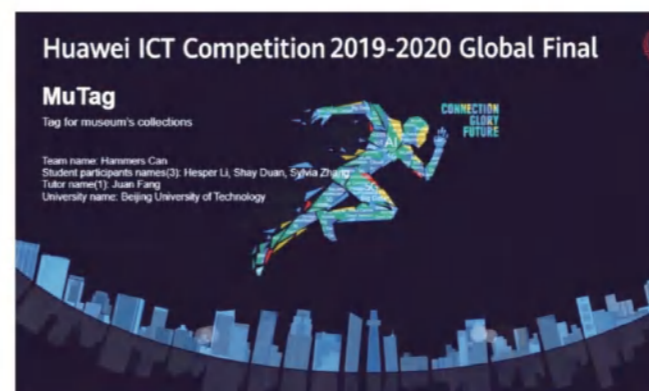 Huawei ICT Competition 2019-2020 Global Final
MuTag
Tag for museum's collections
CONNECTION
GLORY
FUTURE
AI
Team name: Hammers Can
Student participants names(3): Hesper Li, Shay Duan, Sylvia Zhang
Tutor name(1): Juan Fang
University name: Beijing University of Technology